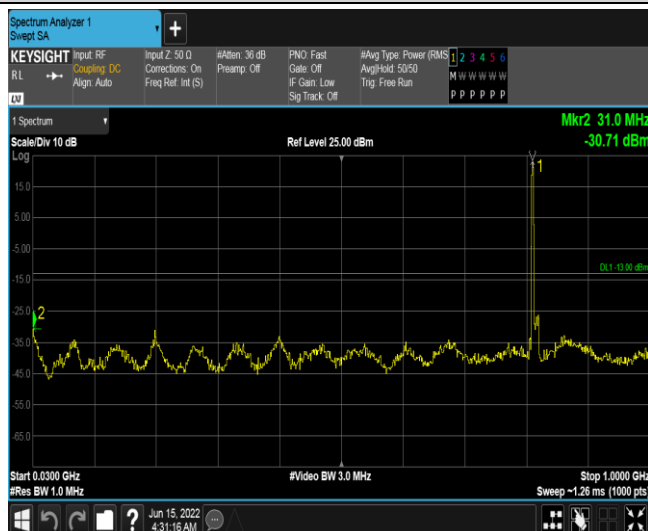 Spectrum Analyzer 1
Swept SA
+
KEYSIGHT
R L
LXI
Input: RF
Coupling: DC
Align: Auto
Input Z: 50 Ω
Corrections: On
Freq Ref: Int (S)
#Atten: 36 dB
Preamp: Off
PNO: Fast
Gate: Off
IF Gain: Low
Sig Track: Off
#Avg Type: Power (RMS
Avg|Hold: 50/50
Trig: Free Run
1 2 3 4 5 6
M W W W W W
P P P P P P
1 Spectrum
Scale/Div 10 dB
Ref Level 25.00 dBm
Mkr2 31.0 MHz
-30.71 dBm
Log
1
15.0
5.00
-5.00
DL1 -13.00 dBm
-15.0
-25.0
2
-35.0
-45.0
-55.0
-65.0
Start 0.0300 GHz
#Res BW 1.0 MHz
#Video BW 3.0 MHz
Stop 1.0000 GHz
Sweep ~1.26 ms (1000 pts)
?
Jun 15, 2022
4:31:16 AM